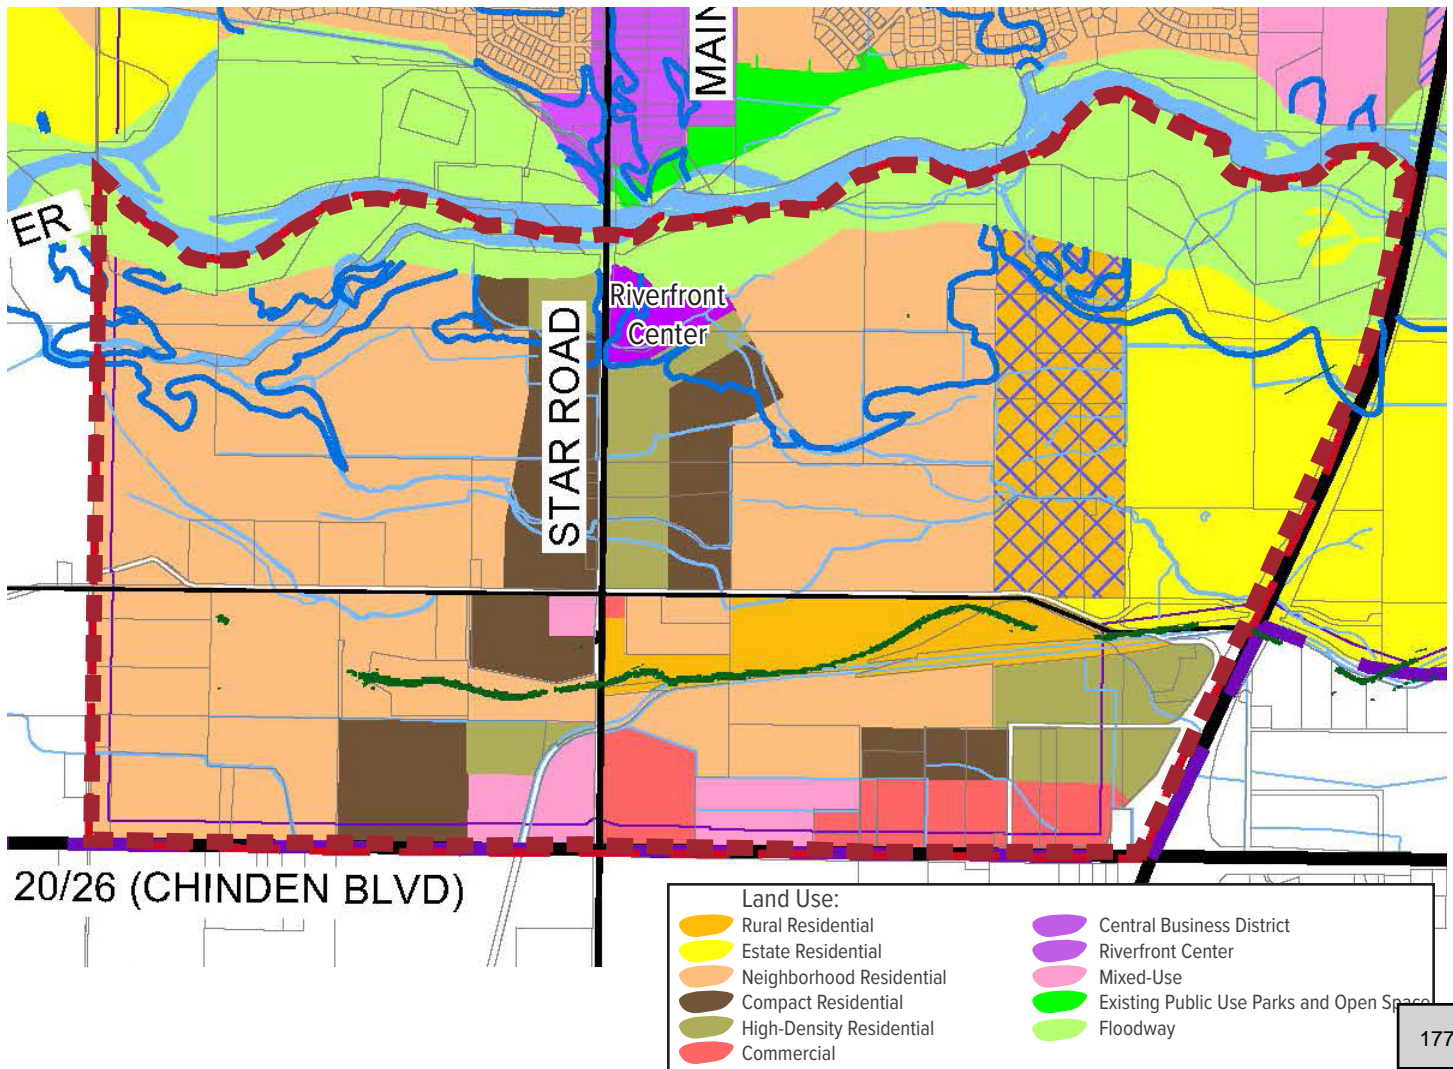 MAIN
ER
Riverfront
Center
STAR ROAD
20/26 (CHINDEN BLVD)
Land Use:
Rural Residential
Estate Residential
Neighborhood Residential
Compact Residential
High-Density Residential
Commercial
Central Business District
Riverfront Center
Mixed-Use
Existing Public Use Parks and Open Space
Floodway
177